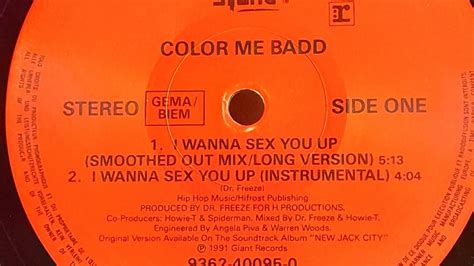 Giant
R
COLOR ME BADD
STEREO
GEMA/
BIEM
SIDE ONE
1. I WANNA SEX YOU UP
(SMOOTHED OUT MIX/LONG VERSION) 5:13
2. I WANNA SEX YOU UP (INSTRUMENTAL) 4:04
(Dr. Freeze)
Hip Hop Music/Hifrost Publishing
PRODUCED BY DR. FREEZE FOR H PRODUCTIONS.
Co-Producers: Howie-T & Spiderman. Mixed By Dr. Freeze & Howie-T.
Engineered By Angela Piva & Warren Woods.
Original Version Available On The Soundtrack Album "NEW JACK CITY"
℗ 1991 Giant Records
9362-40095-0